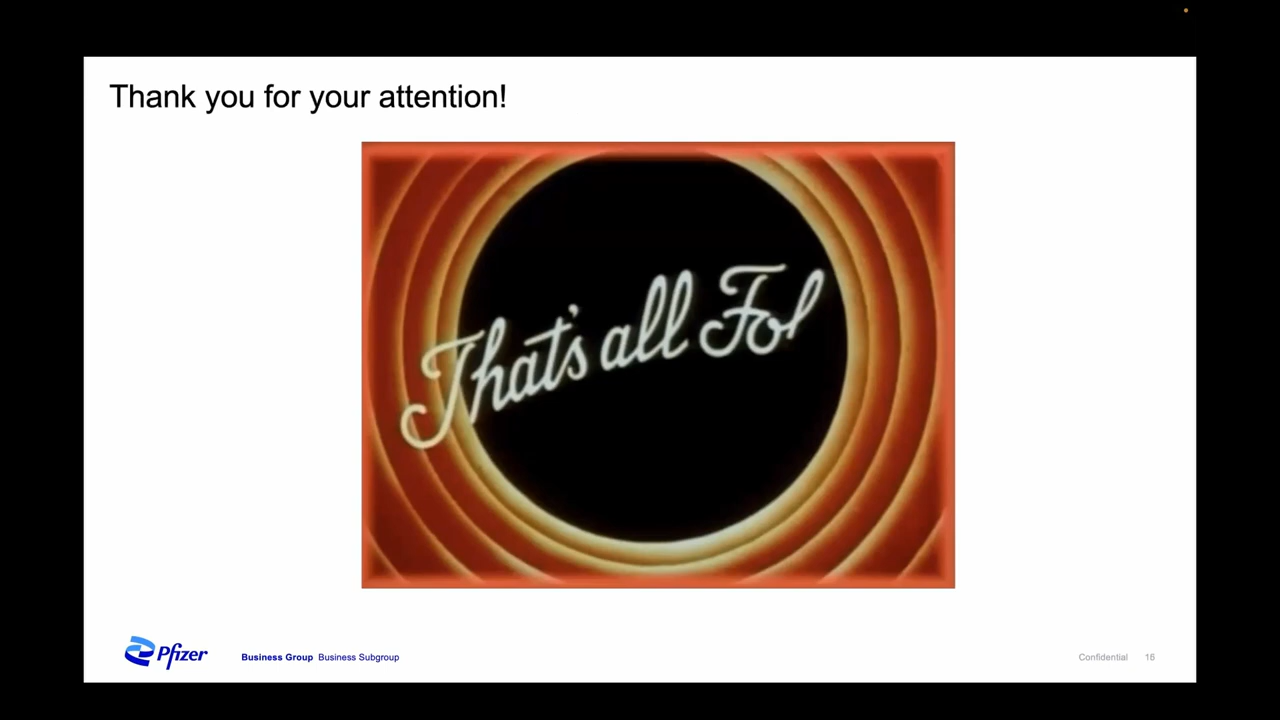 Thank you for your attention!
That's all Fol
Pfizer
Business Group Business Subgroup
Confidential 16